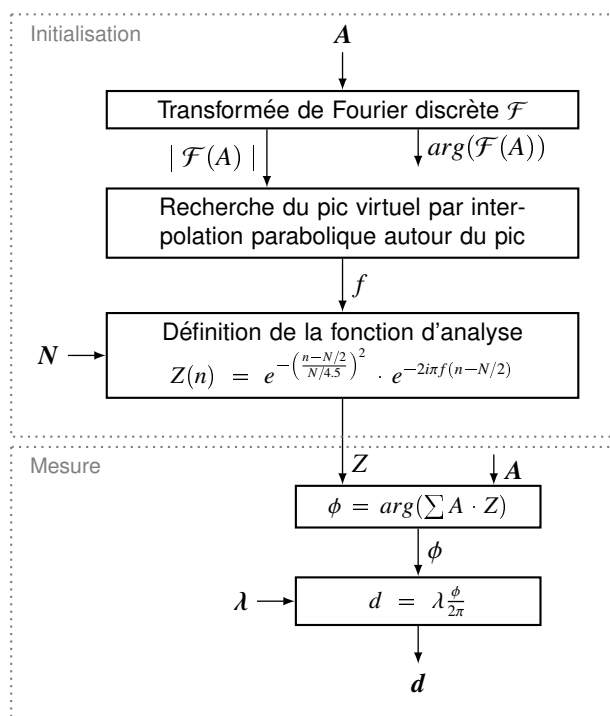 Initialisation
A
Transformée de Fourier discrète ℱ
| ℱ(A) |
arg(ℱ(A))
Recherche du pic virtuel par inter-
polation parabolique autour du pic
f
N
Définition de la fonction d'analyse
Z(n) = e^{-((n−N/2)/(N/4.5))^2} · e^{−2iπf(n−N/2)}
Mesure
Z
A
ϕ = arg(∑ A · Z)
ϕ
λ
d = λ ϕ/2π
d